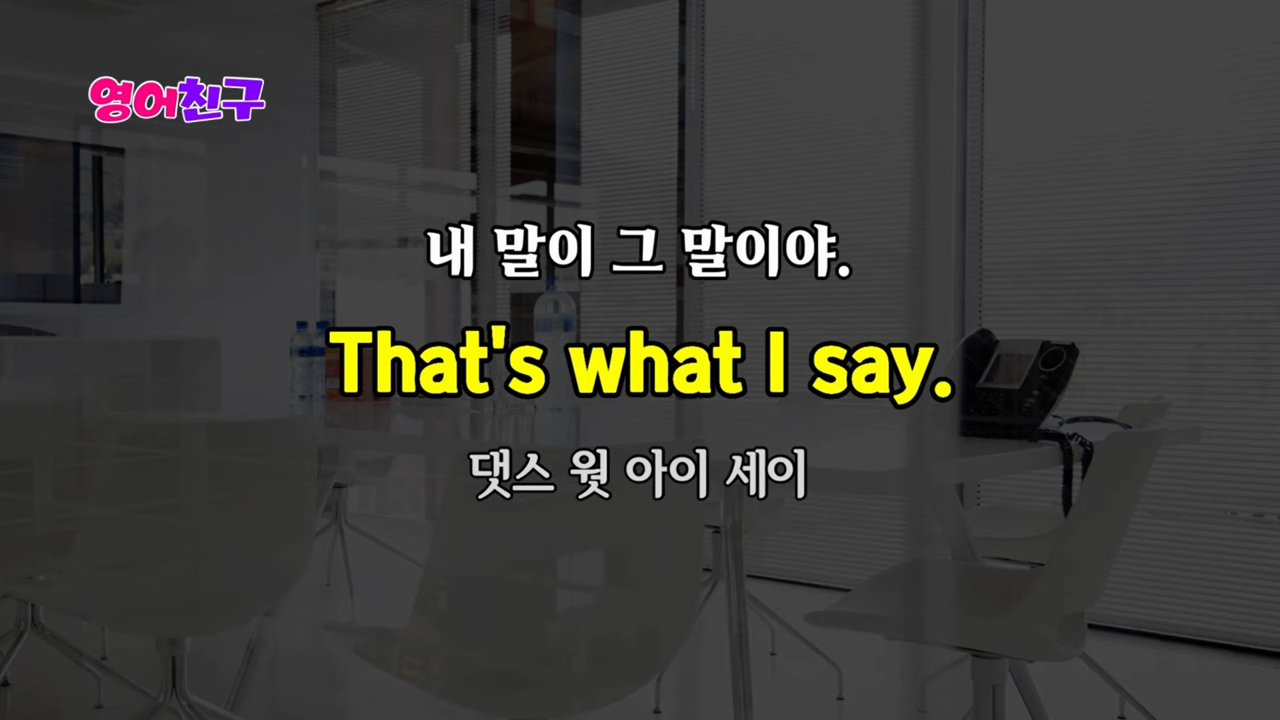 영어친구
내 말이 그 말이야.
That's what I say.
댓스 웟 아이 세이